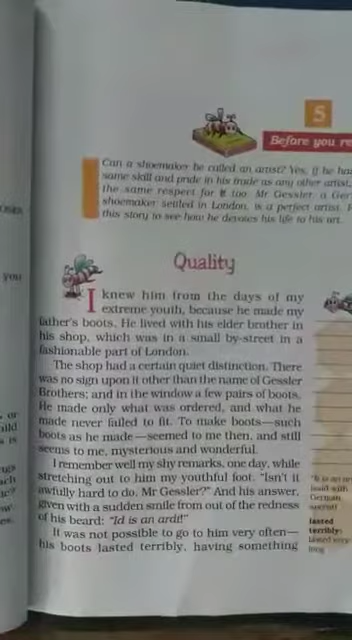 5
Before you re
Can a shoemaker be called an artist? Yes, if he has
same skill and pride in his trade as any other artist,
the same respect for it too. Mr Gessler, a Ger
shoemaker settled in London, is a perfect artist.
this story to see how he devotes his life to his art.
Quality
I knew him from the days of my
extreme youth, because he made my
father's boots. He lived with his elder brother in
his shop, which was in a small by-street in a
fashionable part of London.
The shop had a certain quiet distinction. There
was no sign upon it other than the name of Gessler
Brothers; and in the window a few pairs of boots.
He made only what was ordered, and what he
made never failed to fit. To make boots—such
boots as he made—seemed to me then, and still
seems to me, mysterious and wonderful.
I remember well my shy remarks, one day, while
stretching out to him my youthful foot. "Isn't it
awfully hard to do, Mr Gessler?" And his answer,
given with a sudden smile from out of the redness
of his beard: "Id is an ardt!"
It was not possible to go to him very often—
his boots lasted terribly, having something
you
"It is an
said with
German
accent)
lasted
terribly:
lasted very
long